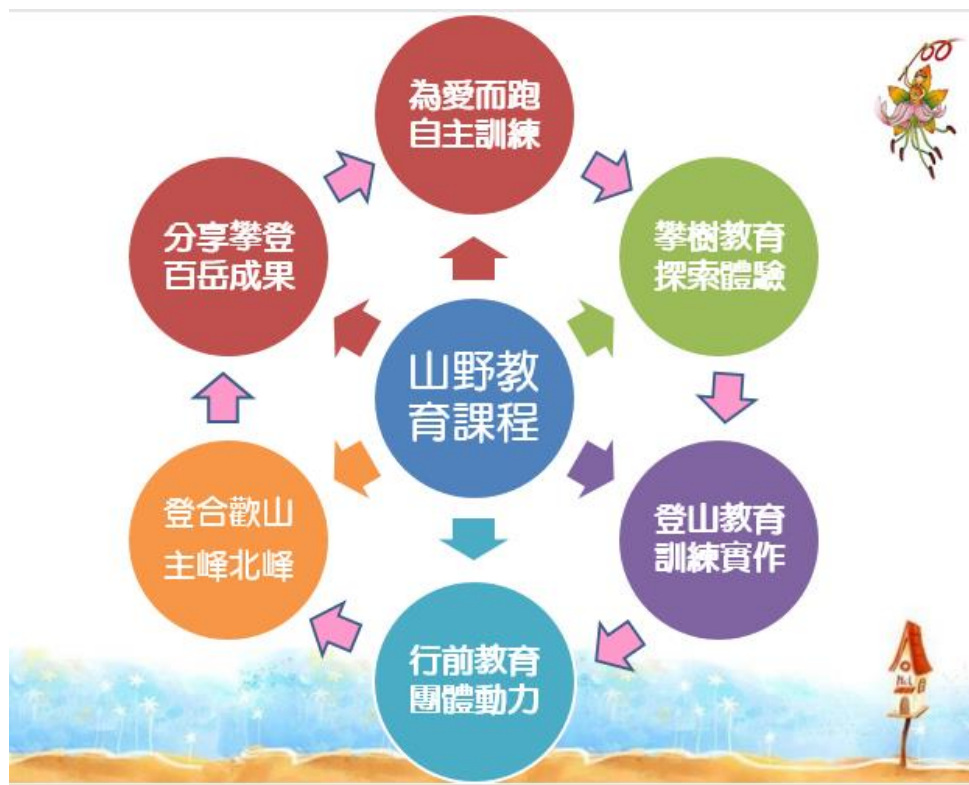 為愛而跑
自主訓練
分享攀登
百岳成果
攀樹教育
探索體驗
山野教
育課程
登合歡山
主峰北峰
登山教育
訓練實作
行前教育
團體動力